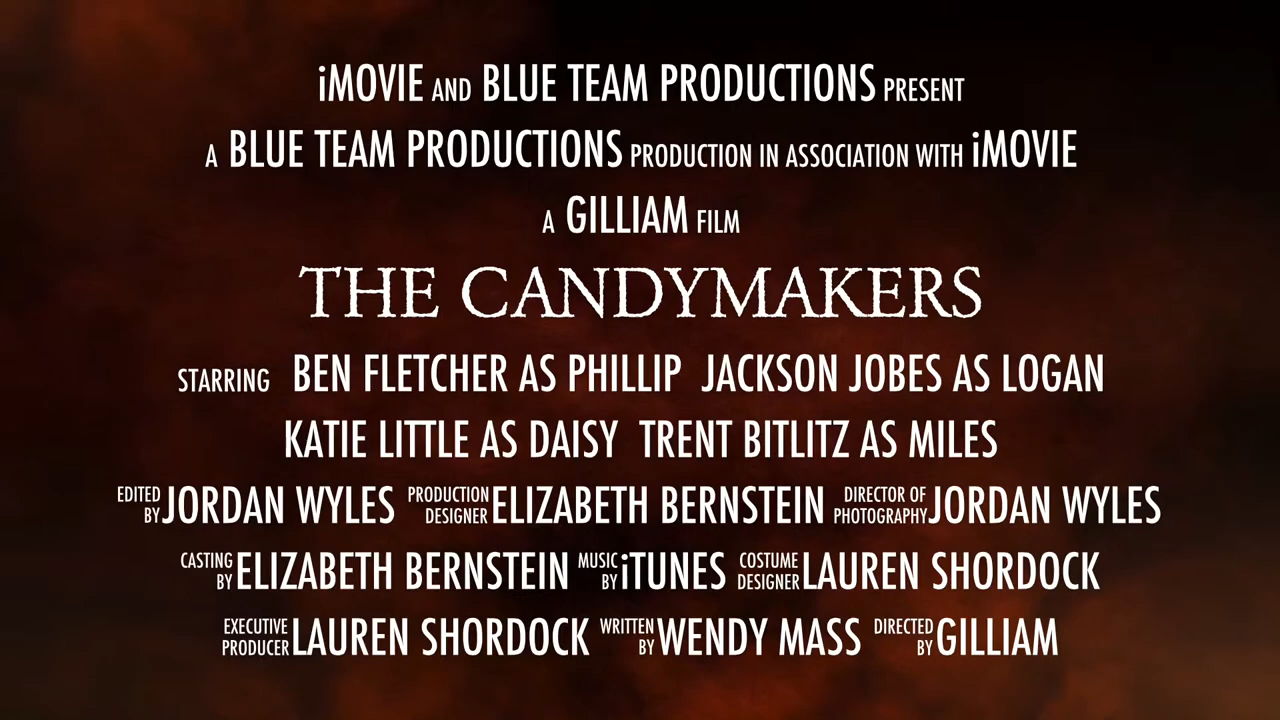 iMOVIE AND BLUE TEAM PRODUCTIONS PRESENT
A BLUE TEAM PRODUCTIONS PRODUCTION IN ASSOCIATION WITH iMOVIE
A GILLIAM FILM
THE CANDYMAKERS
STARRING BEN FLETCHER AS PHILLIP JACKSON JOBES AS LOGAN
KATIE LITTLE AS DAISY TRENT BITLITZ AS MILES
EDITED BY JORDAN WYLES PRODUCTION DESIGNER ELIZABETH BERNSTEIN DIRECTOR OF PHOTOGRAPHY JORDAN WYLES
CASTING BY ELIZABETH BERNSTEIN MUSIC BY iTUNES COSTUME DESIGNER LAUREN SHORDOCK
EXECUTIVE PRODUCER LAUREN SHORDOCK WRITTEN BY WENDY MASS DIRECTED BY GILLIAM